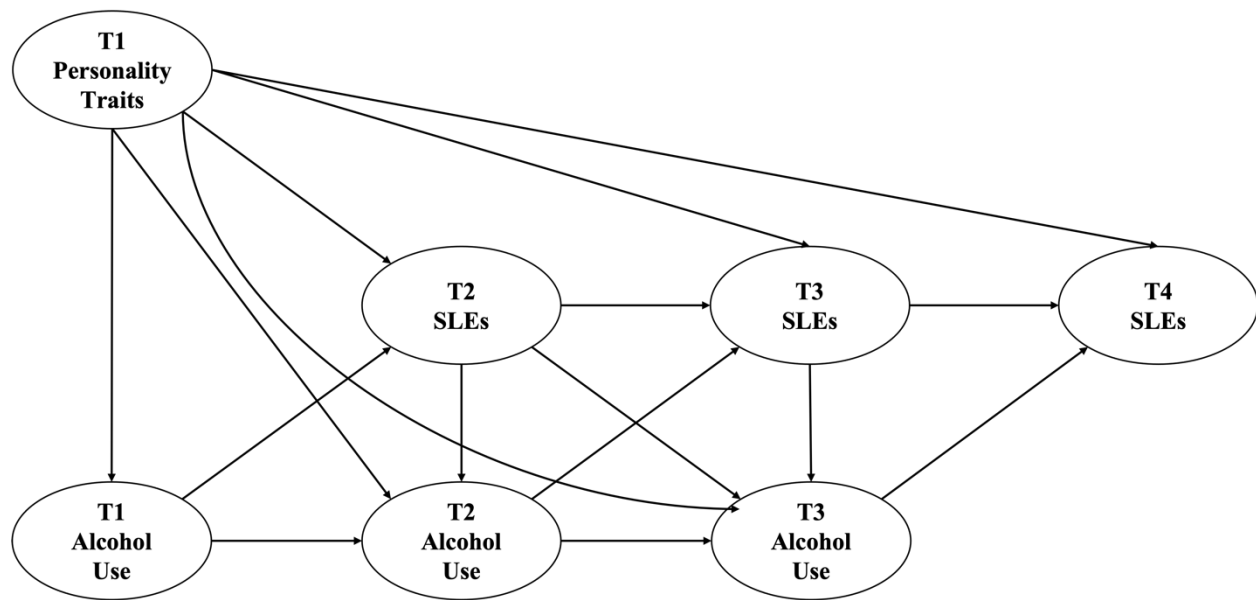 T1
Personality
Traits
T2
SLEs
T3
SLEs
T4
SLEs
T1
Alcohol
Use
T2
Alcohol
Use
T3
Alcohol
Use